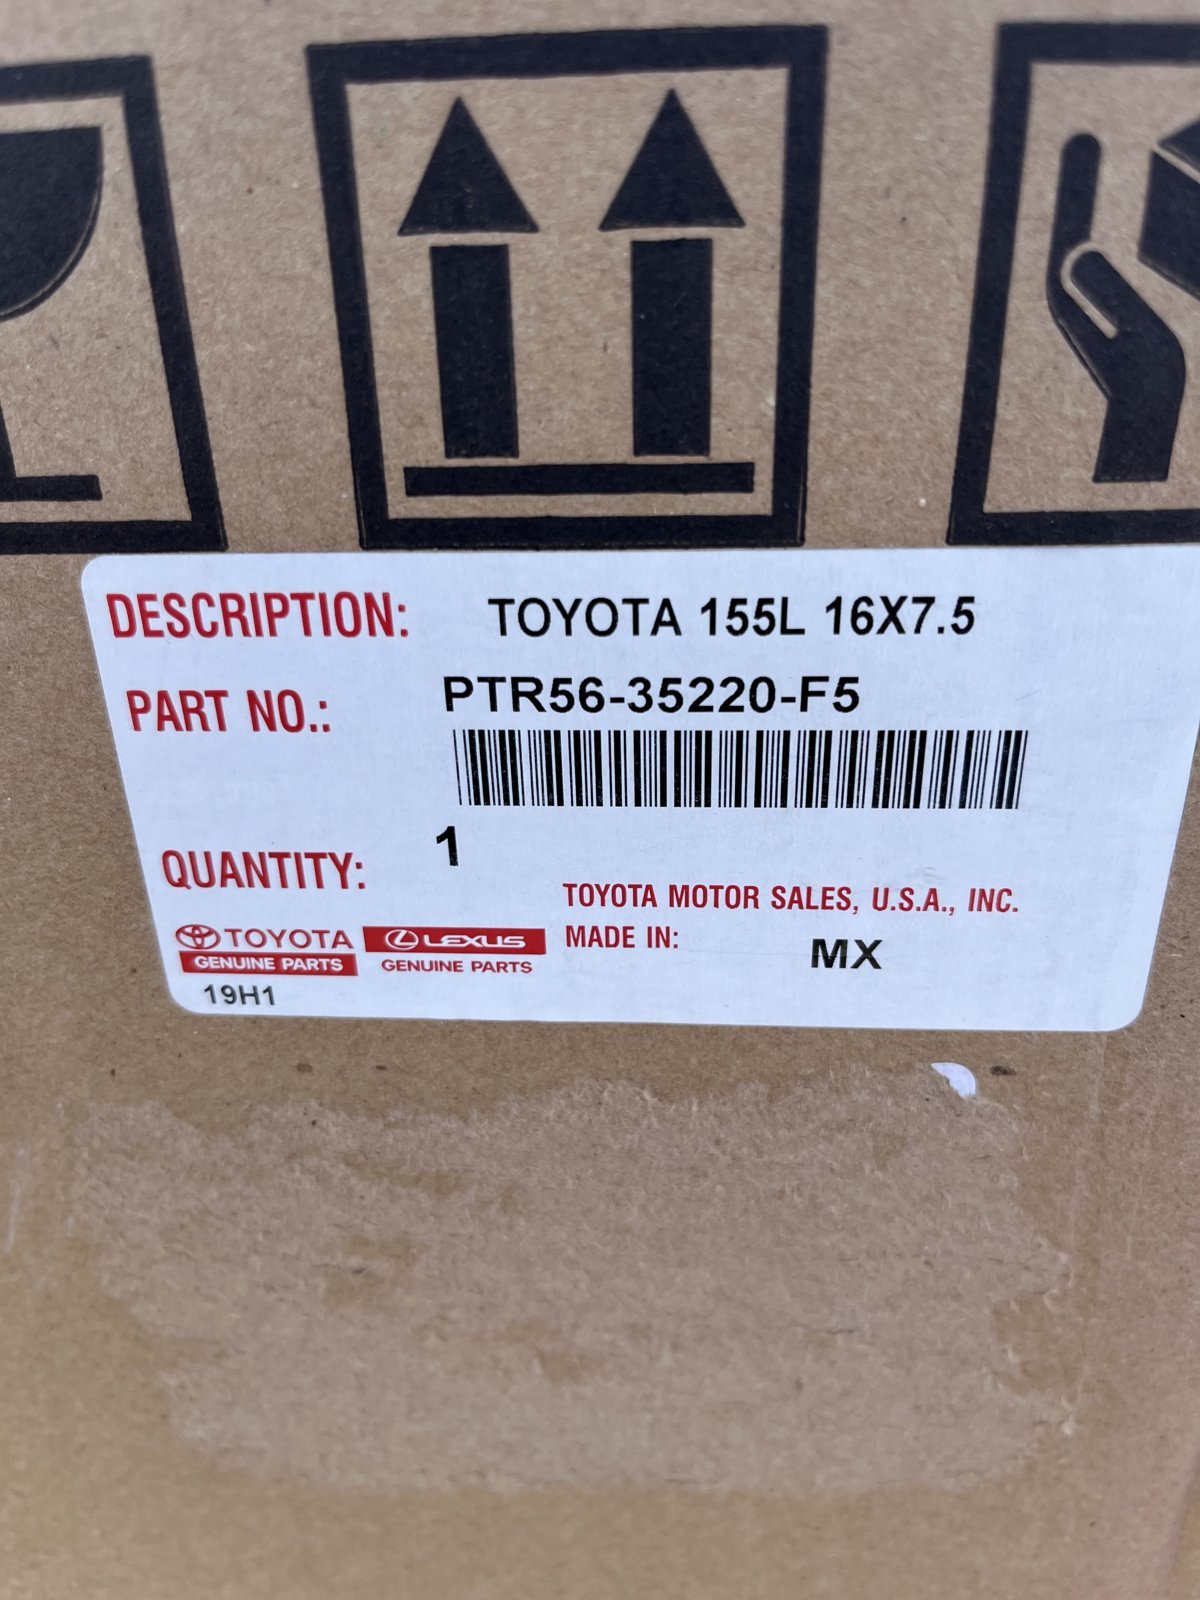 DESCRIPTION: TOYOTA 155L 16X7.5
PART NO.: PTR56-35220-F5
QUANTITY: 1
TOYOTA MOTOR SALES, U.S.A., INC.
MADE IN: MX
TOYOTA LEXUS
GENUINE PARTS GENUINE PARTS
19H1